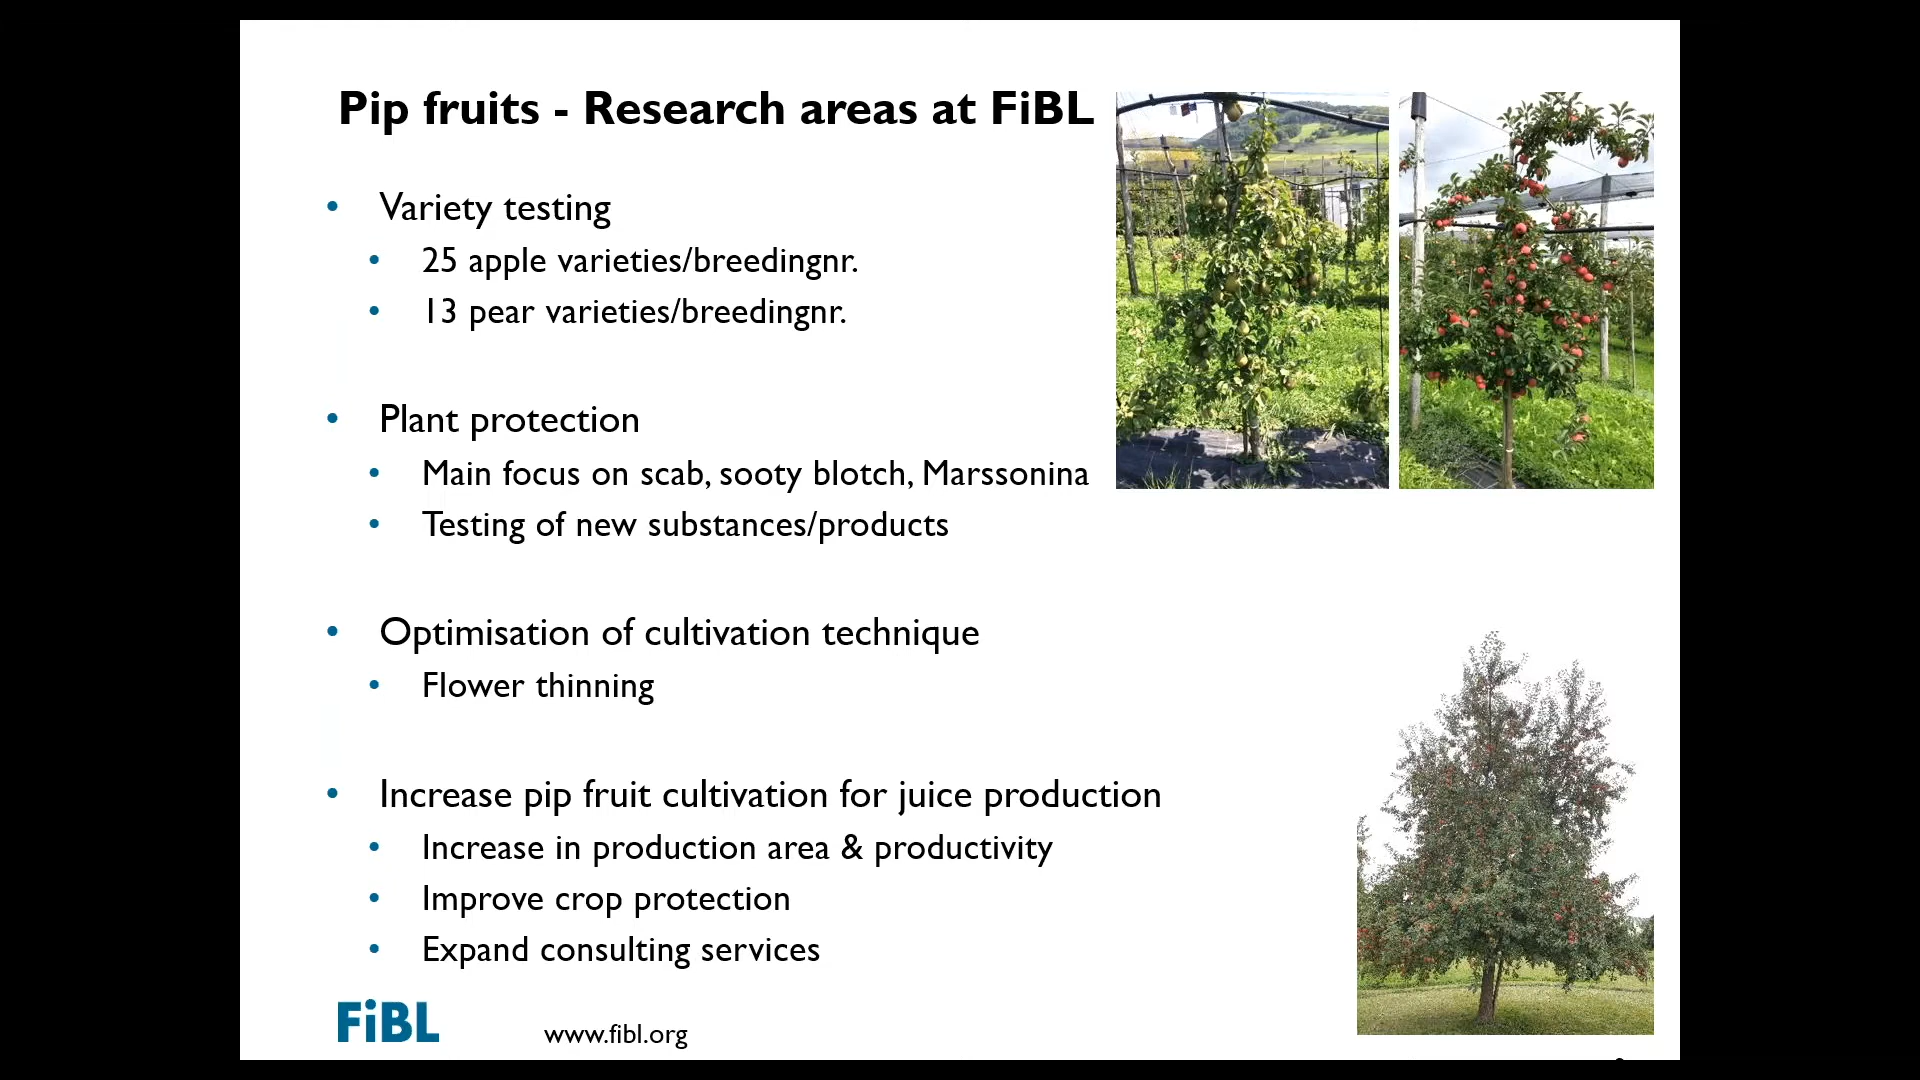 Pip fruits - Research areas at FiBL
• Variety testing
• 25 apple varieties/breedingnr.
• 13 pear varieties/breedingnr.
• Plant protection
• Main focus on scab, sooty blotch, Marssonina
• Testing of new substances/products
• Optimisation of cultivation technique
• Flower thinning
• Increase pip fruit cultivation for juice production
• Increase in production area & productivity
• Improve crop protection
• Expand consulting services
FiBL
www.fibl.org